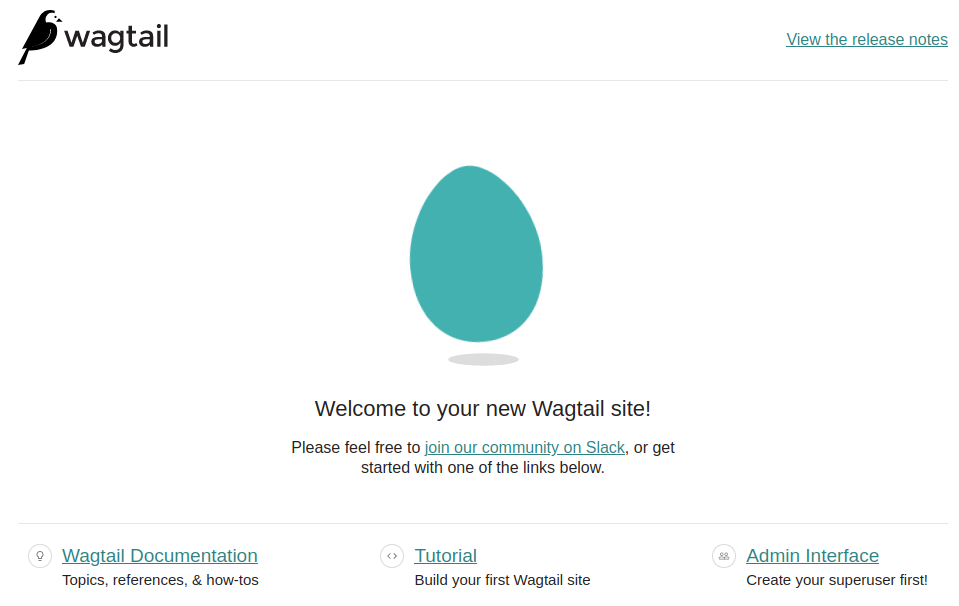 wagtail
View the release notes
Welcome to your new Wagtail site!
Please feel free to join our community on Slack, or get
started with one of the links below.
Wagtail Documentation
Topics, references, & how-tos
Tutorial
Build your first Wagtail site
Admin Interface
Create your superuser first!